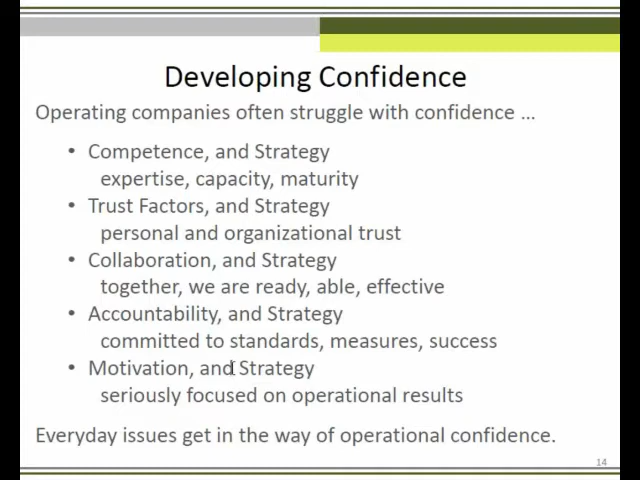 Developing Confidence
Operating companies often struggle with confidence ...
• Competence, and Strategy
expertise, capacity, maturity
• Trust Factors, and Strategy
personal and organizational trust
• Collaboration, and Strategy
together, we are ready, able, effective
• Accountability, and Strategy
committed to standards, measures, success
• Motivation, and Strategy
seriously focused on operational results
Everyday issues get in the way of operational confidence.
14